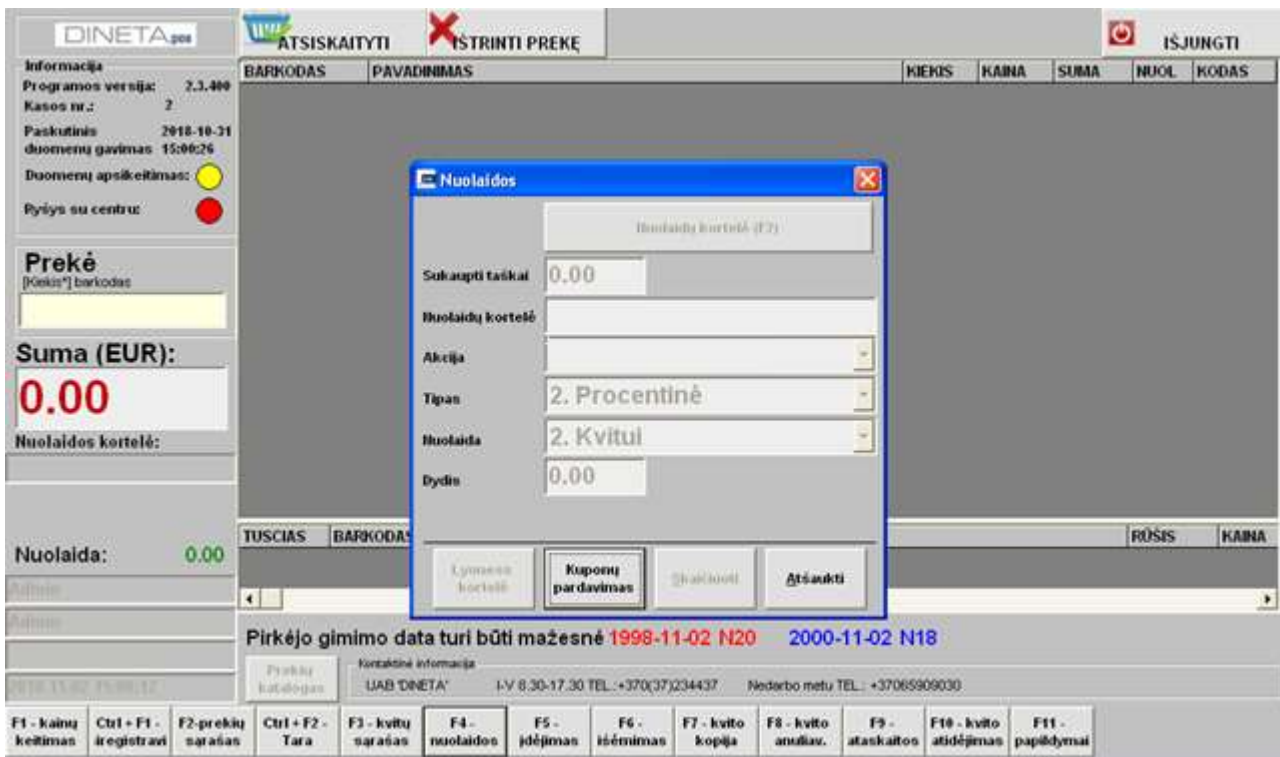 DINETA pos
ATSISKAITYTI
IŠTRINTI PREKĘ
IŠJUNGTI
Informacija
Programos versija: 2.3.400
Kasos nr.: 2
Paskutinis 2018-10-31
duomenų gavimas 15:00:26
Duomenų apsikeitimas:
Ryšys su centru:
BARKODAS PAVADINIMAS KIEKIS KAINA SUMA NUOL KODAS
Prekė
[Kiekis*] barkodas
Suma (EUR):
0.00
Nuolaidos kortelė:
Nuolaida: 0.00
Admin
Admin
Nuolaidos
Nuolaidų kortelė (F2)
Sukaupti taškai 0.00
Nuolaidų kortelė
Akcija
Tipas 2. Procentinė
Nuolaida 2. Kvitui
Dydis 0.00
kortelė
Kuponų
pardavimas
Skaičiuoti
Atšaukti
TUSCIAS BARKODAS RŪŠIS KAINA
Pirkėjo gimimo data turi būti mažesnė 1998-11-02 N20 2000-11-02 N18
Prekių
katalogas
Kontaktinė informacija
UAB "DINETA" I-V 8.30-17.30 TEL.:+370(37)234437 Nedarbo metu TEL.: +37065909030
F1 - kainų
keitimas
Ctrl + F1 -
išregistravi
F2-prekių
sąrašas
Ctrl + F2 -
Tara
F3 - kvitų
sąrašas
F4 -
nuolaidos
F5 -
įdėjimas
F6 -
išėmimas
F7 - kvito
kopija
F8 - kvito
anuliav.
F9 -
ataskaitos
F10 - kvito
atidėjimas
F11 -
papildymai